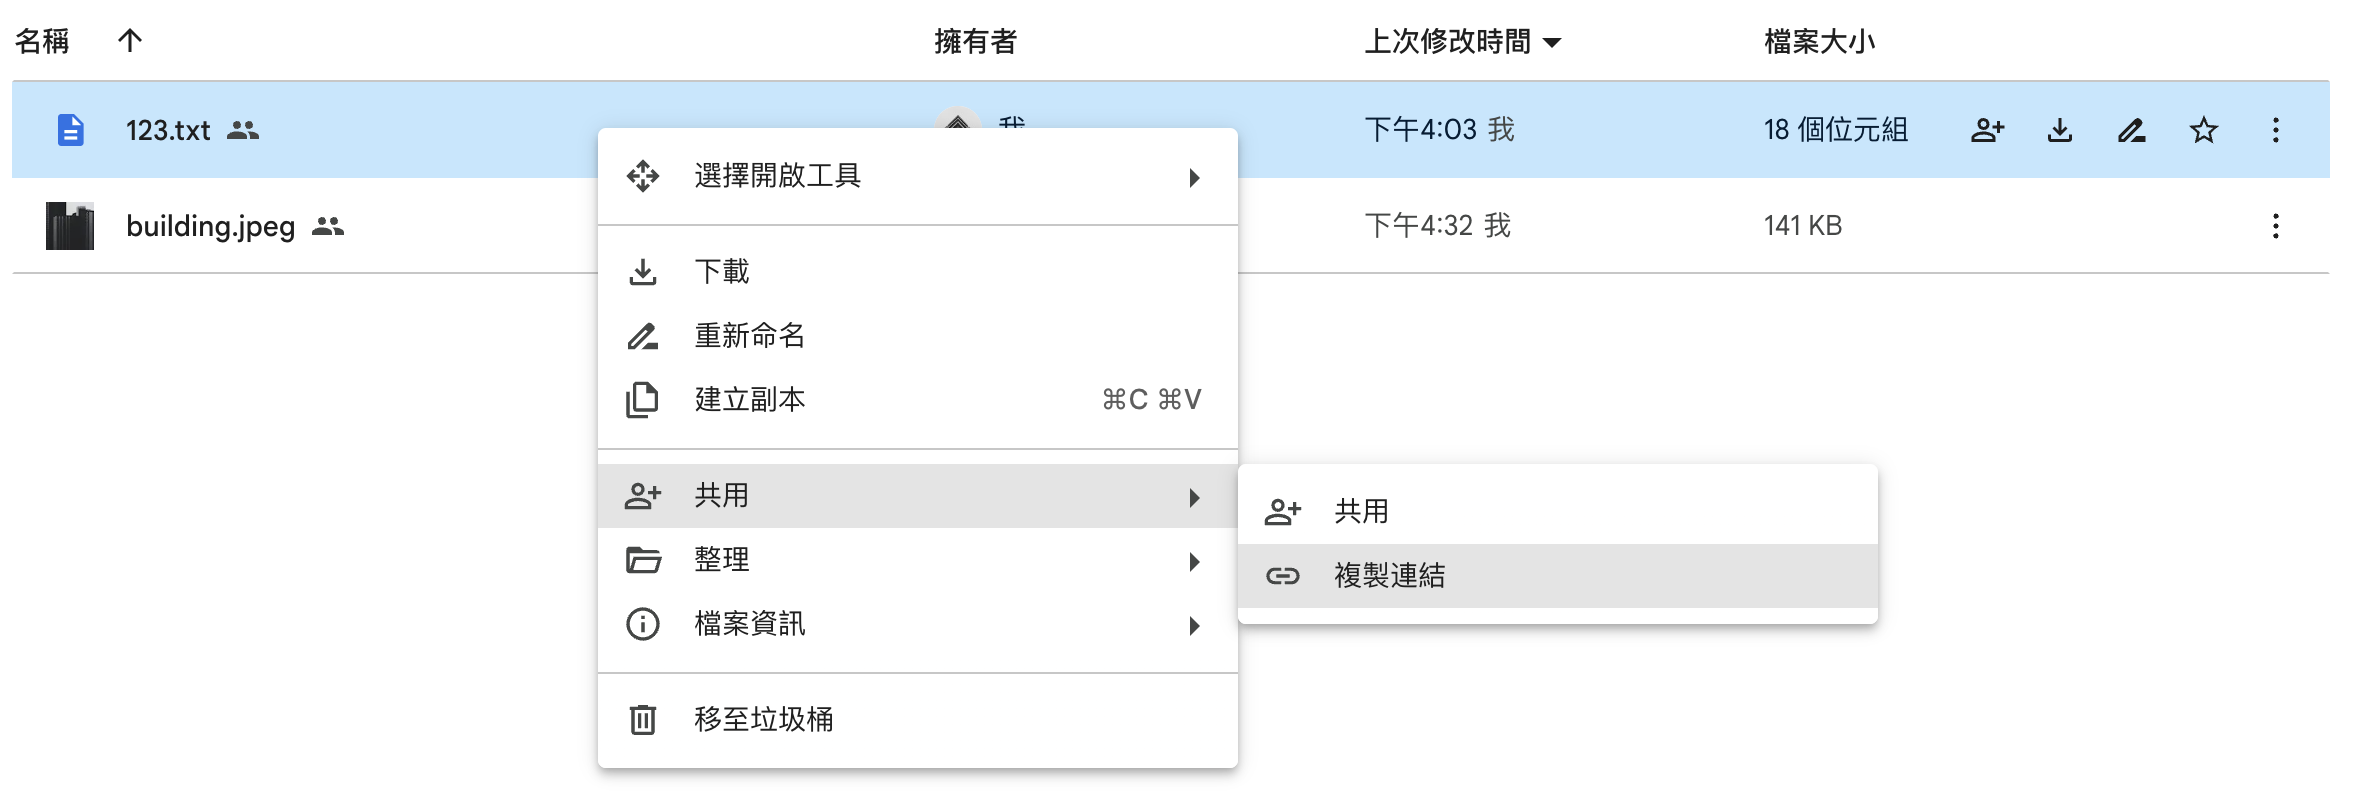 名稱 擁有者 上次修改時間 檔案大小
123.txt 我 下午4:03 我 18 個位元組
building.jpeg 下午4:32 我 141 KB
選擇開啟工具
下載
重新命名
建立副本 ⌘C ⌘V
共用
整理
檔案資訊
移至垃圾桶
共用
複製連結